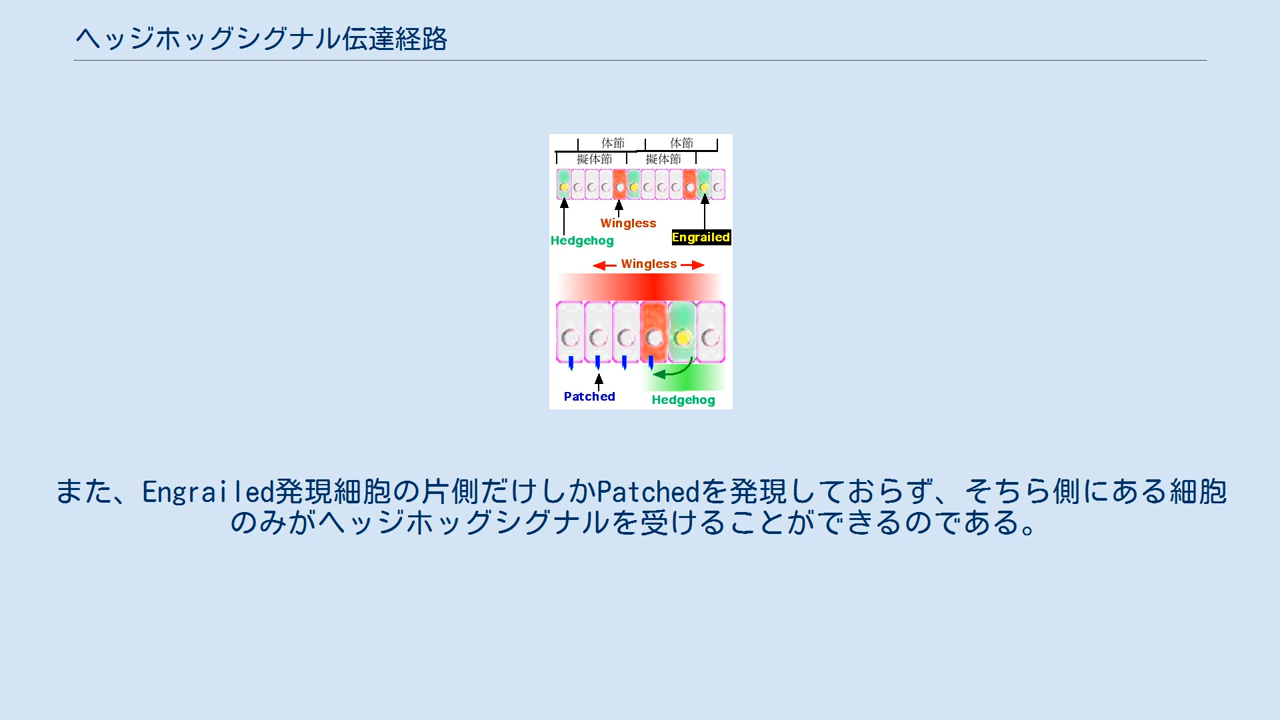 ヘッジホッグシグナル伝達経路
体節 体節
擬体節 擬体節
Wingless
Hedgehog
Engrailed
Wingless
Patched
Hedgehog
また、Engrailed発現細胞の片側だけしかPatchedを発現しておらず、そちら側にある細胞
のみがヘッジホッグシグナルを受けることができるのである。